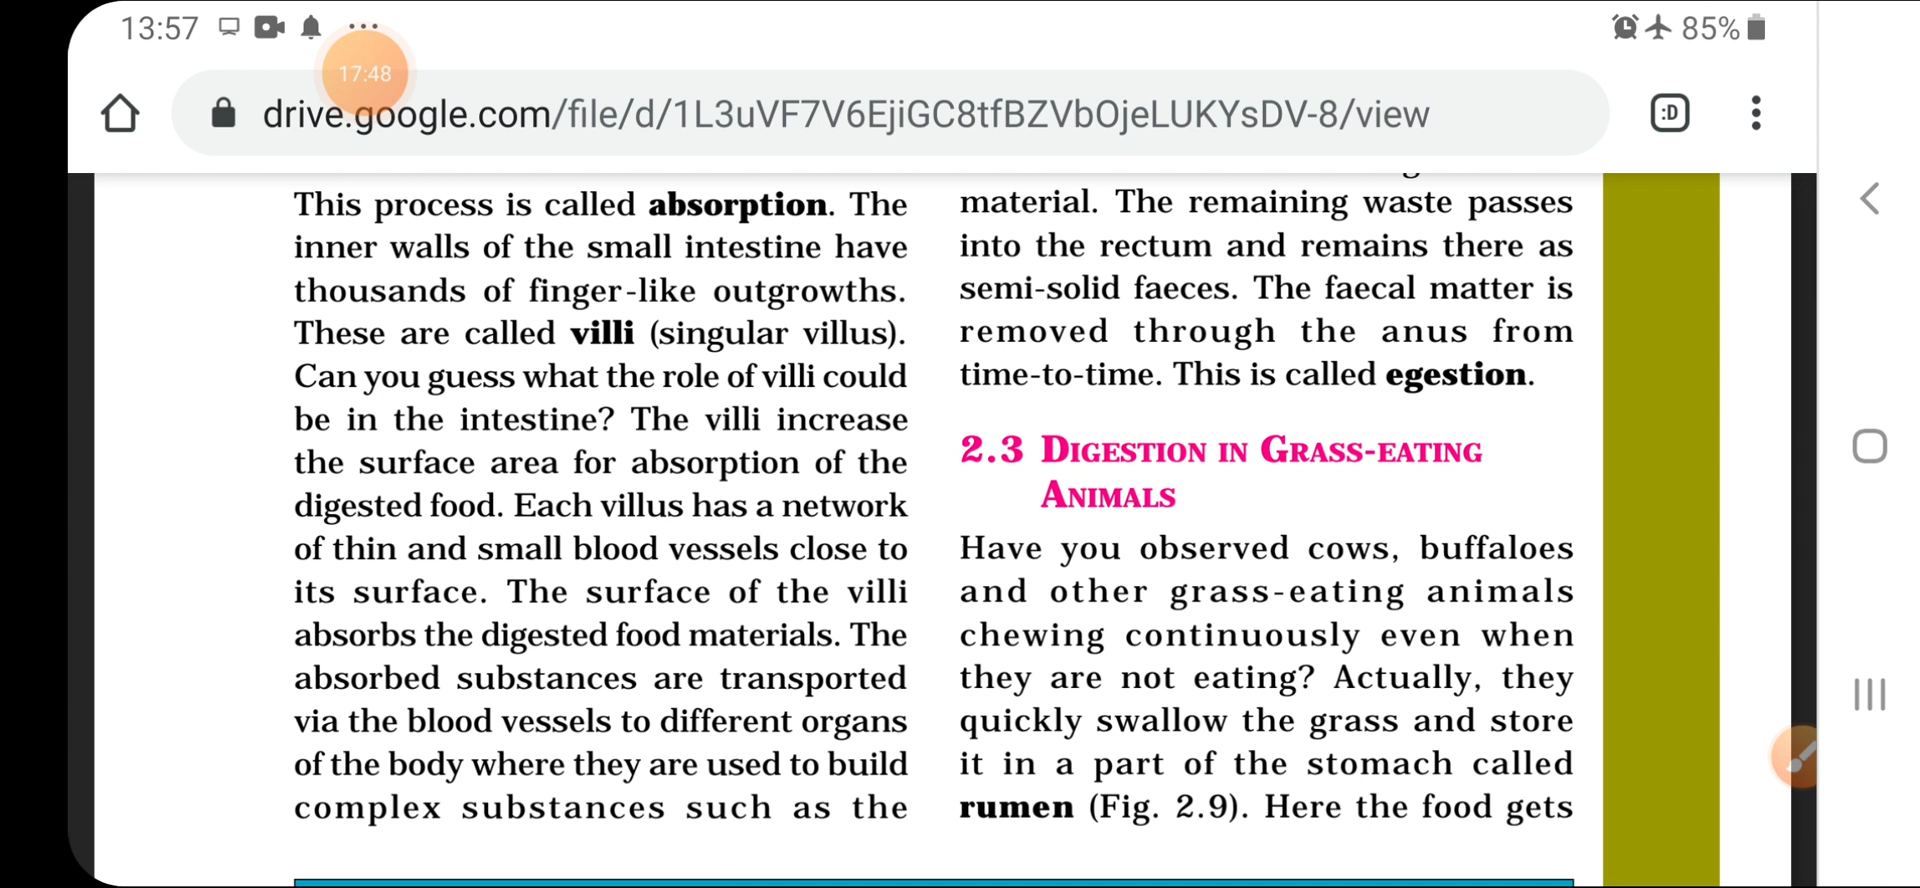 13:57
85%
17:48
drive.google.com/file/d/1L3uVF7V6EjiGC8tfBZVbOjeLUKYsDV-8/view
:D
This process is called absorption. The
inner walls of the small intestine have
thousands of finger-like outgrowths.
These are called villi (singular villus).
Can you guess what the role of villi could
be in the intestine? The villi increase
the surface area for absorption of the
digested food. Each villus has a network
of thin and small blood vessels close to
its surface. The surface of the villi
absorbs the digested food materials. The
absorbed substances are transported
via the blood vessels to different organs
of the body where they are used to build
complex substances such as the
material. The remaining waste passes
into the rectum and remains there as
semi-solid faeces. The faecal matter is
removed through the anus from
time-to-time. This is called egestion.
2.3 DIGESTION IN GRASS-EATING
ANIMALS
Have you observed cows, buffaloes
and other grass-eating animals
chewing continuously even when
they are not eating? Actually, they
quickly swallow the grass and store
it in a part of the stomach called
rumen (Fig. 2.9). Here the food gets